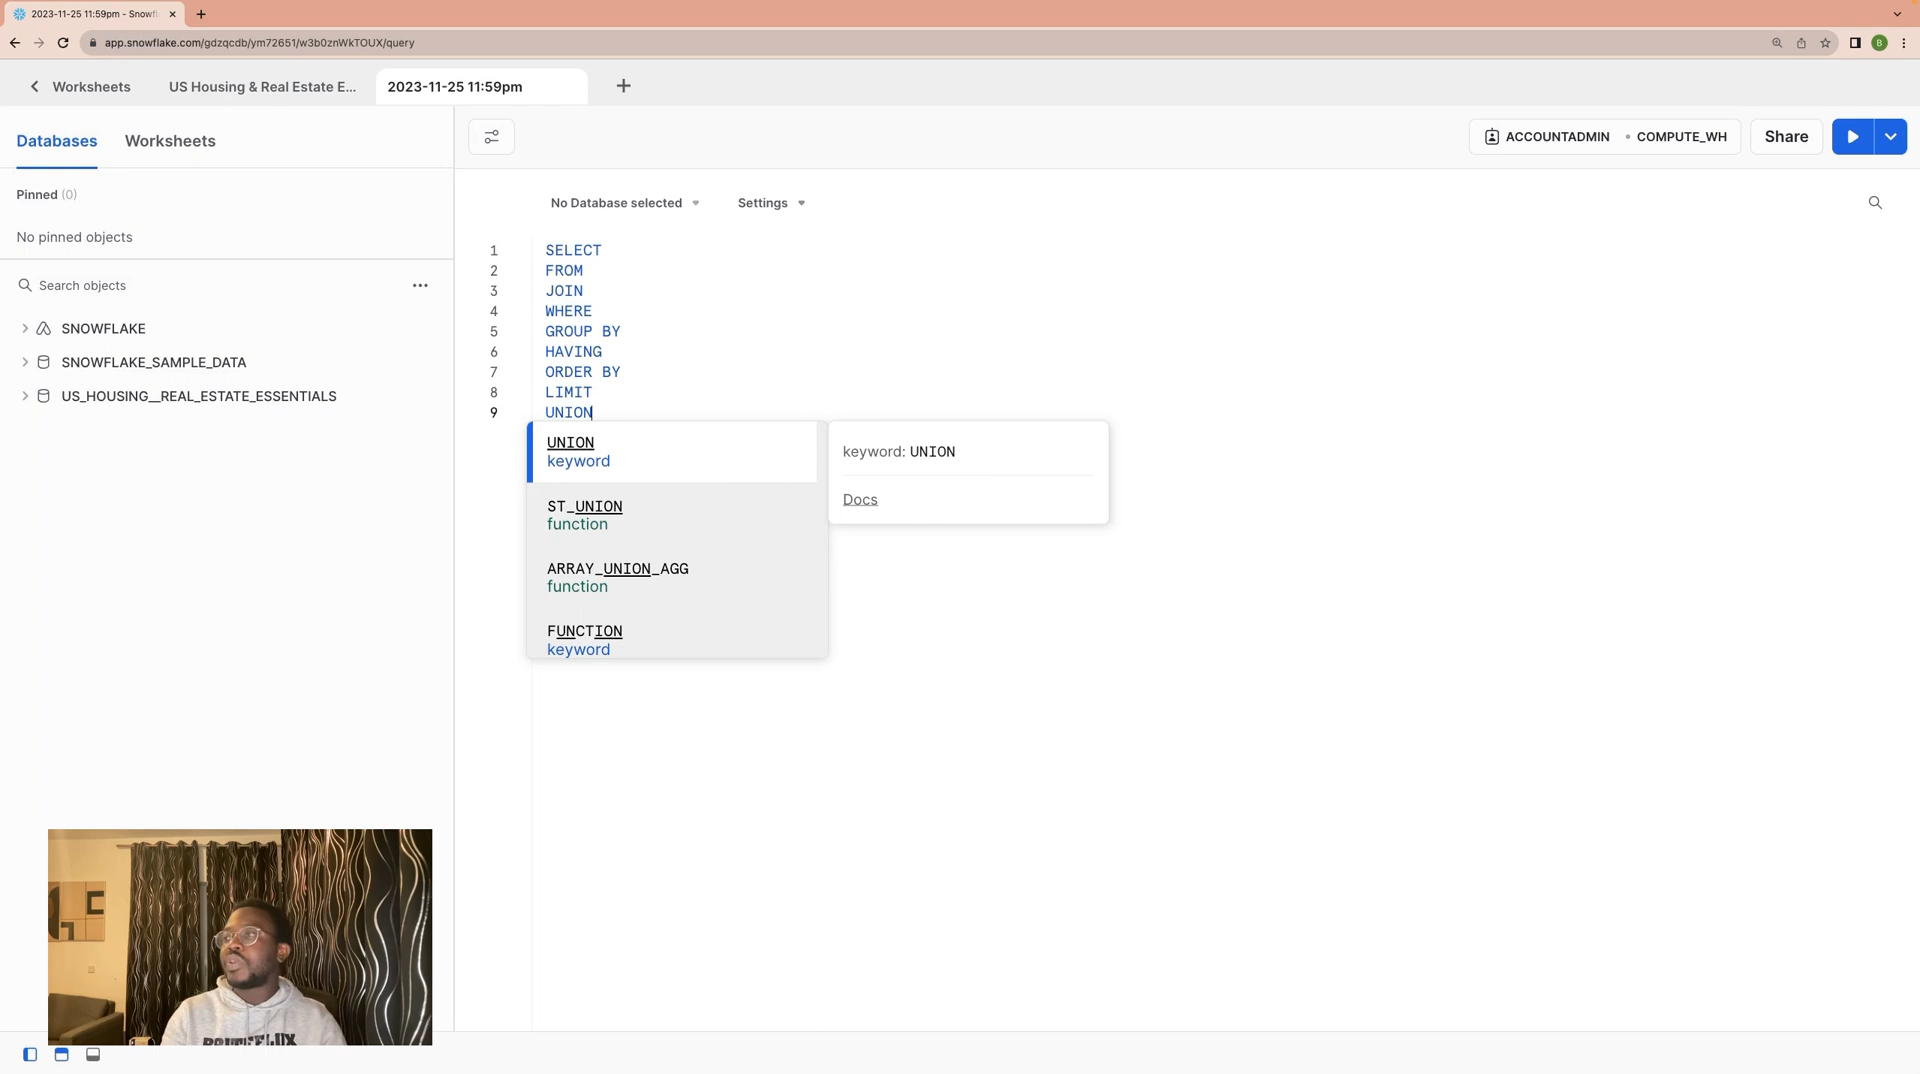 2023-11-25 11:59pm - Snowfl
app.snowflake.com/gdzqcdb/ym72651/w3b0znWkTOUX/query
B
Worksheets
US Housing & Real Estate E...
2023-11-25 11:59pm
Databases
Worksheets
ACCOUNTADMIN
COMPUTE_WH
Share
Pinned (0)
No pinned objects
No Database selected
Settings
Search objects
SNOWFLAKE
SNOWFLAKE_SAMPLE_DATA
US_HOUSING__REAL_ESTATE_ESSENTIALS
1 SELECT
2 FROM
3 JOIN
4 WHERE
5 GROUP BY
6 HAVING
7 ORDER BY
8 LIMIT
9 UNION
UNION
keyword
ST_UNION
function
ARRAY_UNION_AGG
function
FUNCTION
keyword
keyword: UNION
Docs